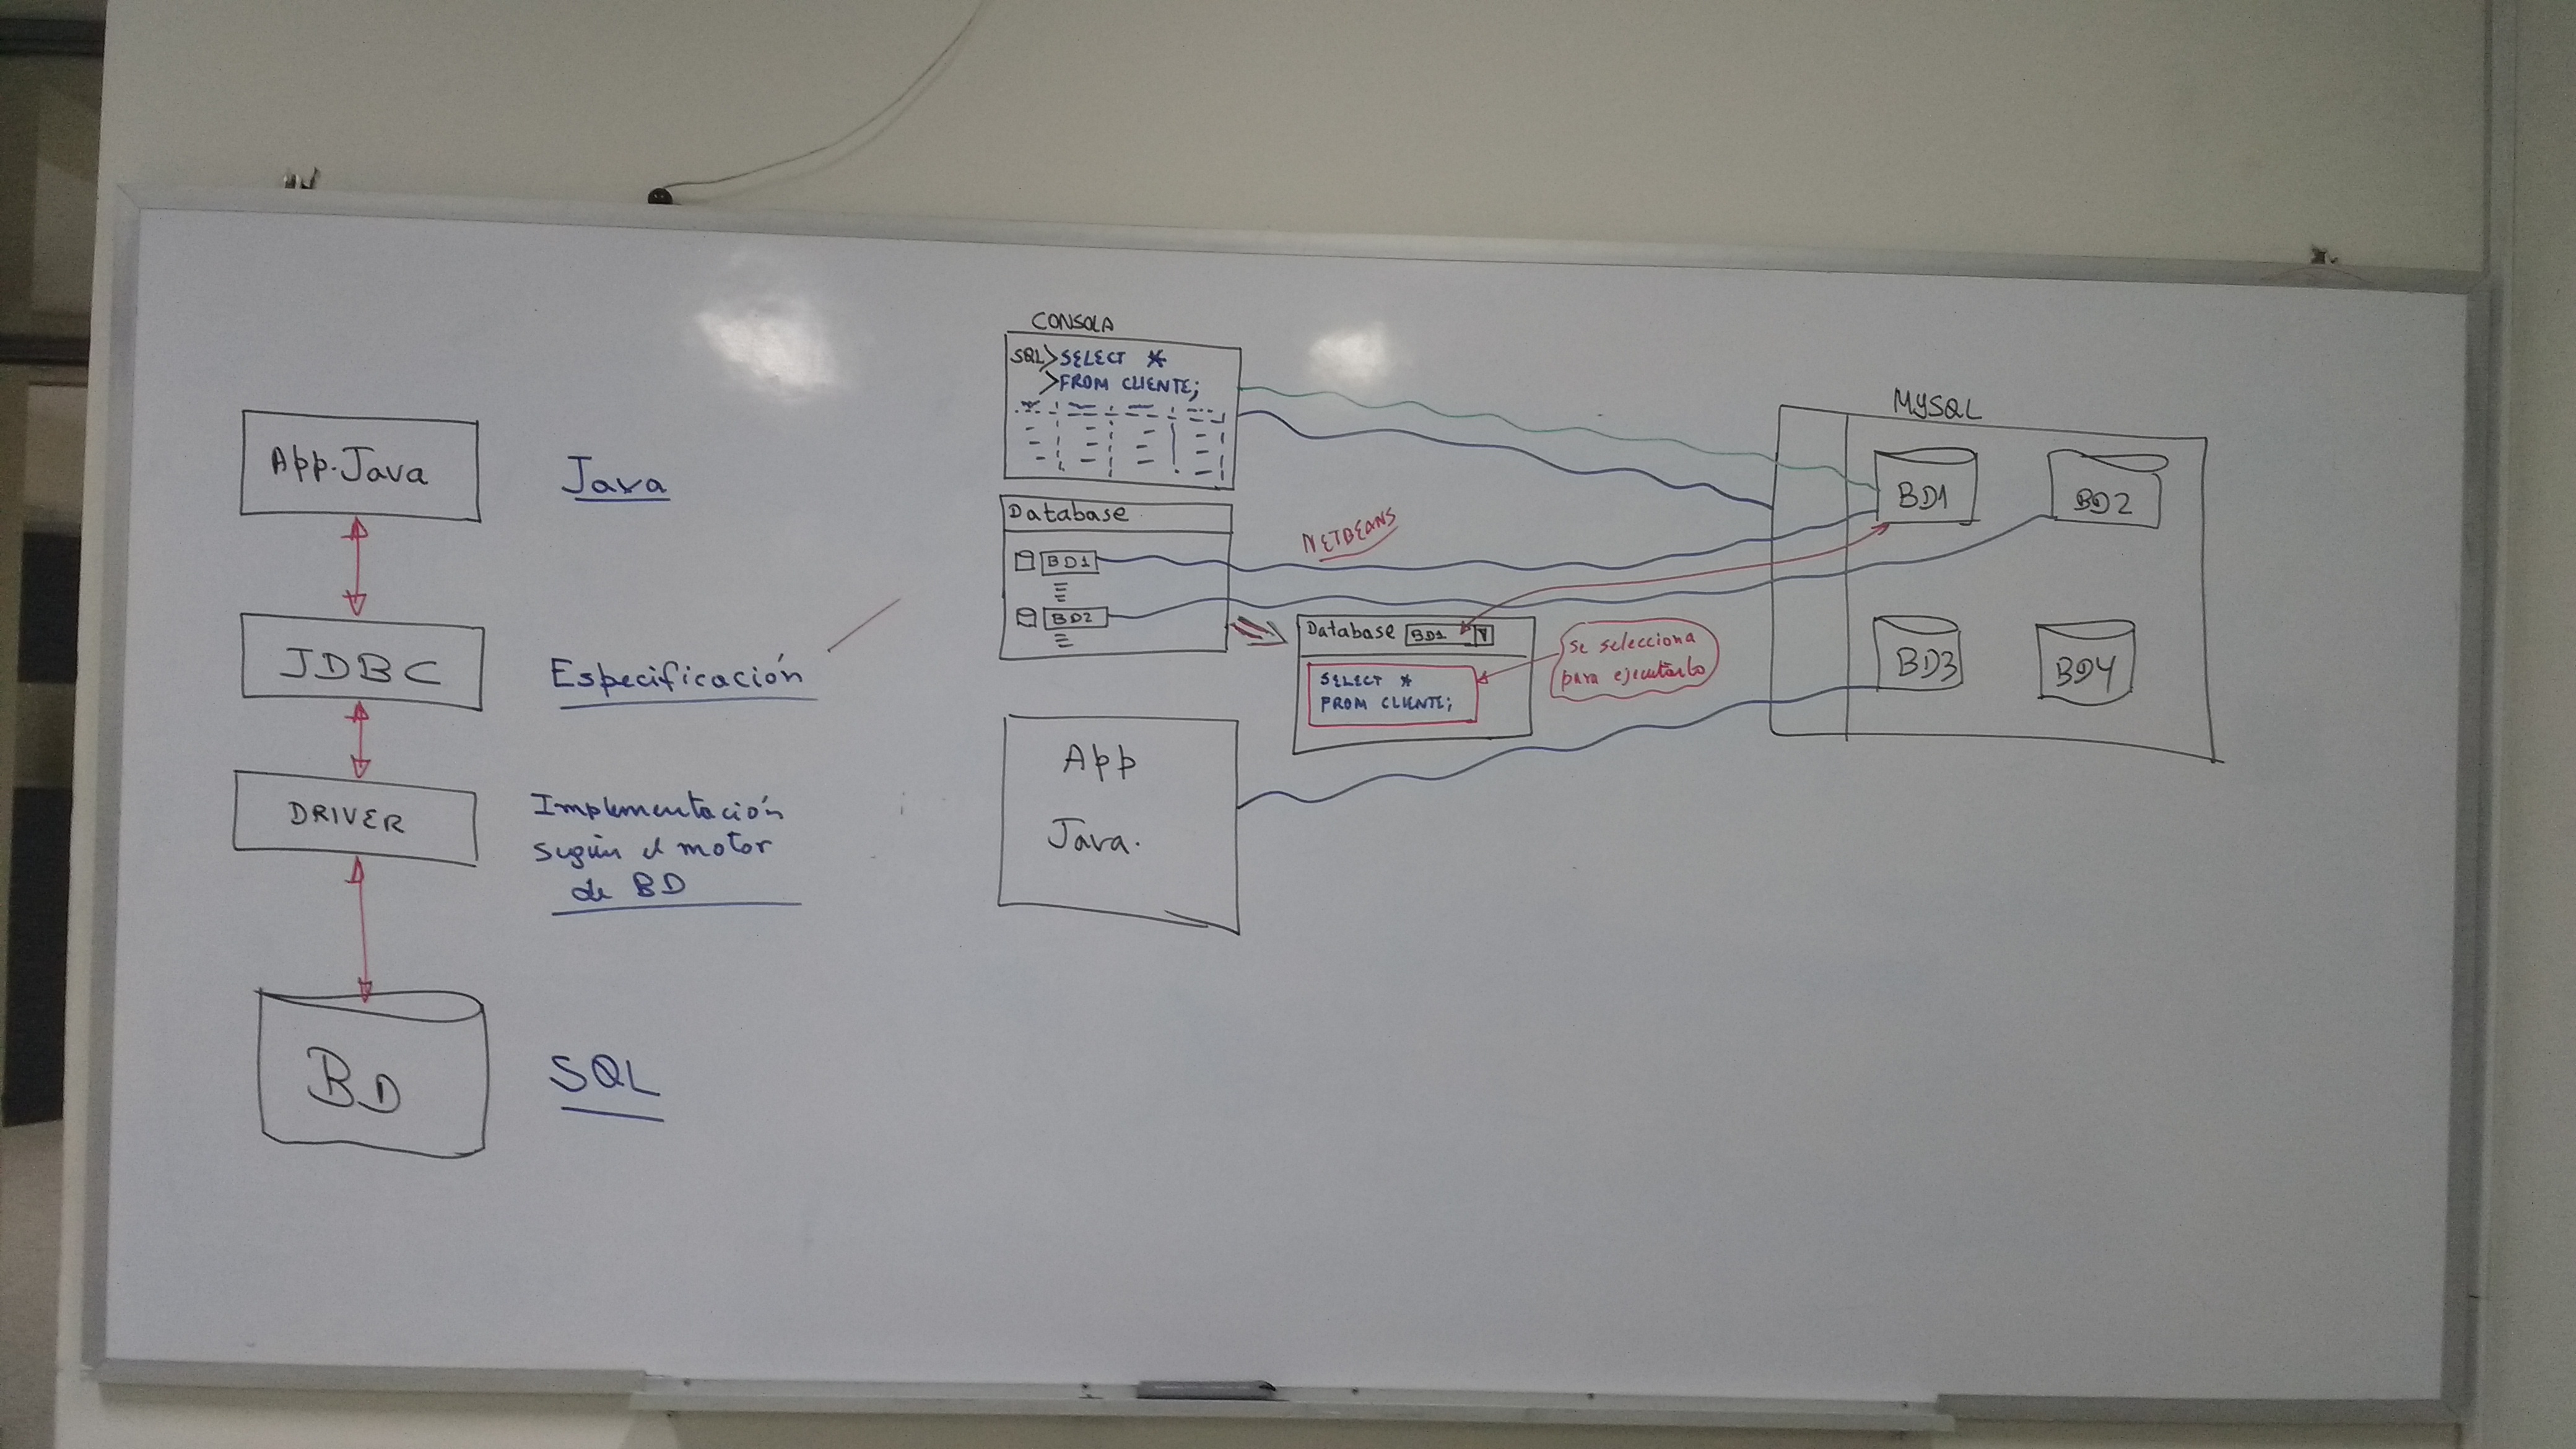 App. Java
Java
JDBC
Especificación
DRIVER
Implementación
según el motor
de BD
BD
SQL
CONSOLA
SQL>SELECT *
>FROM CLIENTE;
Database
BD1
BD2
NETBEANS
Database BD1
SELECT *
FROM CLIENTE;
Se selecciona
para ejecutarlo
App
Java.
MYSQL
BD1
BD2
BD3
BD4